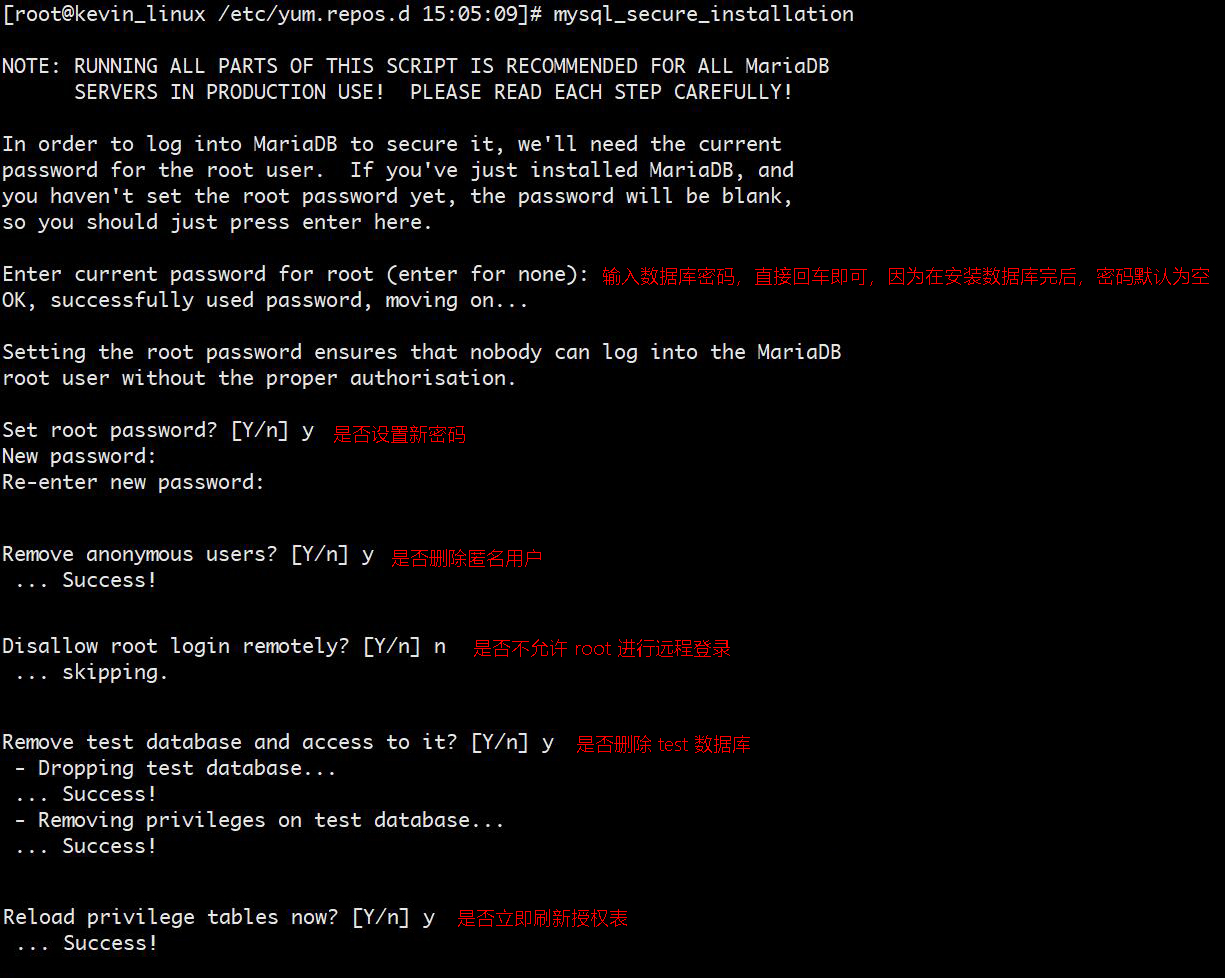 [root@kevin_linux /etc/yum.repos.d 15:05:09]# mysql_secure_installation
NOTE: RUNNING ALL PARTS OF THIS SCRIPT IS RECOMMENDED FOR ALL MariaDB
SERVERS IN PRODUCTION USE!  PLEASE READ EACH STEP CAREFULLY!
In order to log into MariaDB to secure it, we'll need the current
password for the root user.  If you've just installed MariaDB, and
you haven't set the root password yet, the password will be blank,
so you should just press enter here.
Enter current password for root (enter for none): 输入数据库密码，直接回车即可，因为在安装数据库完后，密码默认为空
OK, successfully used password, moving on...
Setting the root password ensures that nobody can log into the MariaDB
root user without the proper authorisation.
Set root password? [Y/n] y 是否设置新密码
New password:
Re-enter new password:
Remove anonymous users? [Y/n] y 是否删除匿名用户
... Success!
Disallow root login remotely? [Y/n] n 是否不允许 root 进行远程登录
... skipping.
Remove test database and access to it? [Y/n] y 是否删除 test 数据库
- Dropping test database...
... Success!
- Removing privileges on test database...
... Success!
Reload privilege tables now? [Y/n] y 是否立即刷新授权表
... Success!